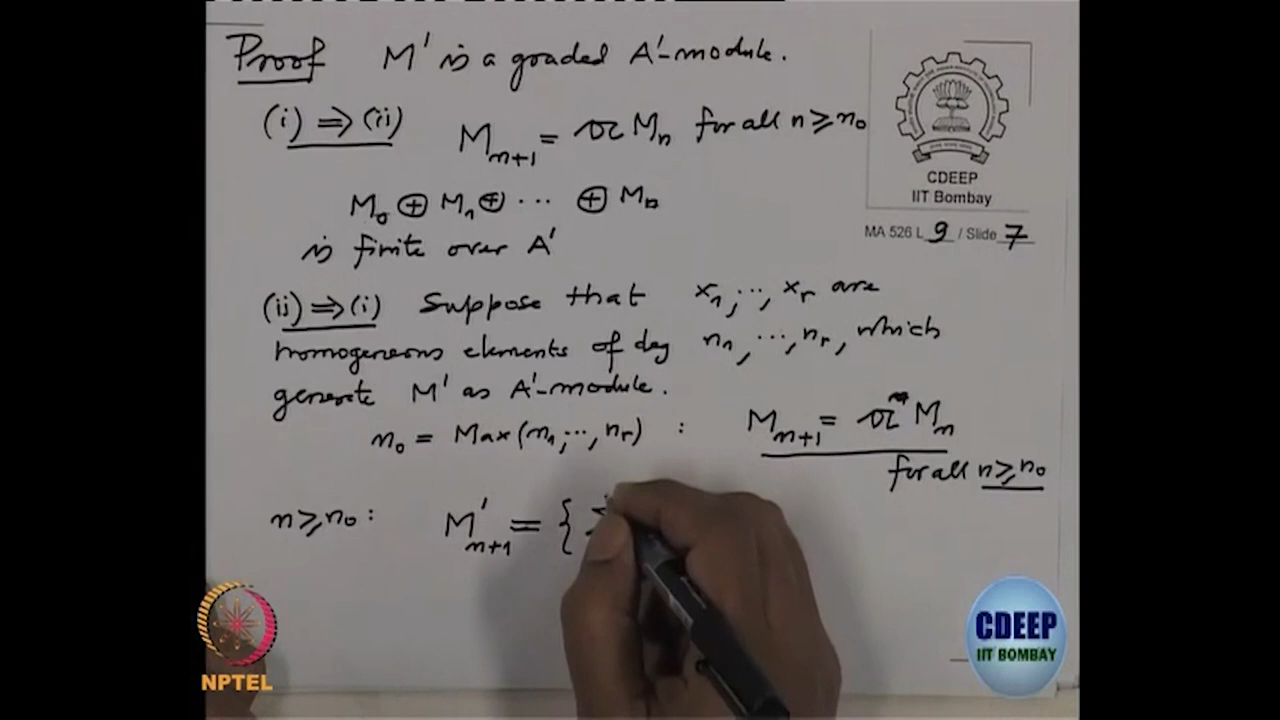 Proof M' is a graded A'-module.
(i) ⇒ (ii) M_{n+1} = 𝔞 M_n for all n ≥ n_0
M_0 ⊕ M_1 ⊕ ... ⊕ M_{n_0}
is finite over A'
(ii) ⇒ (i) Suppose that x_1, ..., x_r are
homogeneous elements of deg n_1, ..., n_r, which
generate M' as A'-module.
n_0 = Max(n_1, ..., n_r) : M_{n+1} = 𝔞 M_n
for all n ≥ n_0
n ≥ n_0 : M'_{n+1} = { Σ
CDEEP
IIT Bombay
MA 526 L 9 / Slide 7
NPTEL
CDEEP
IIT BOMBAY